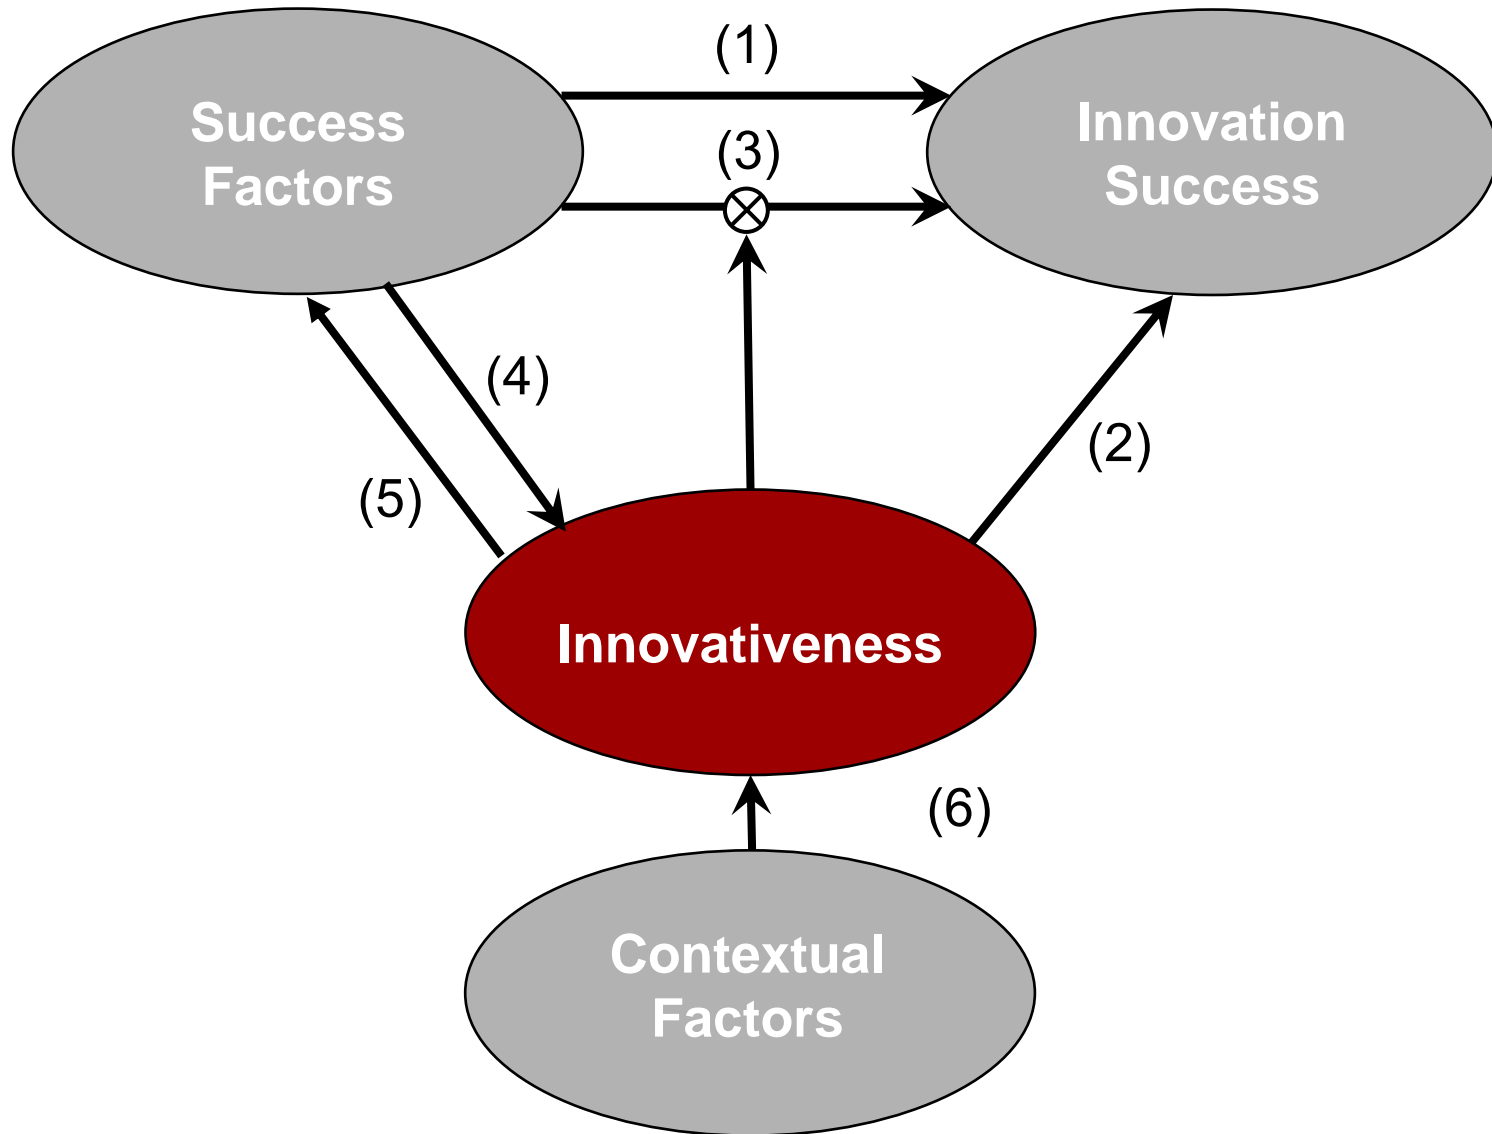 (1)
Success
Factors
Innovation
Success
(3)
(4)
(5)
(2)
Innovativeness
(6)
Contextual
Factors